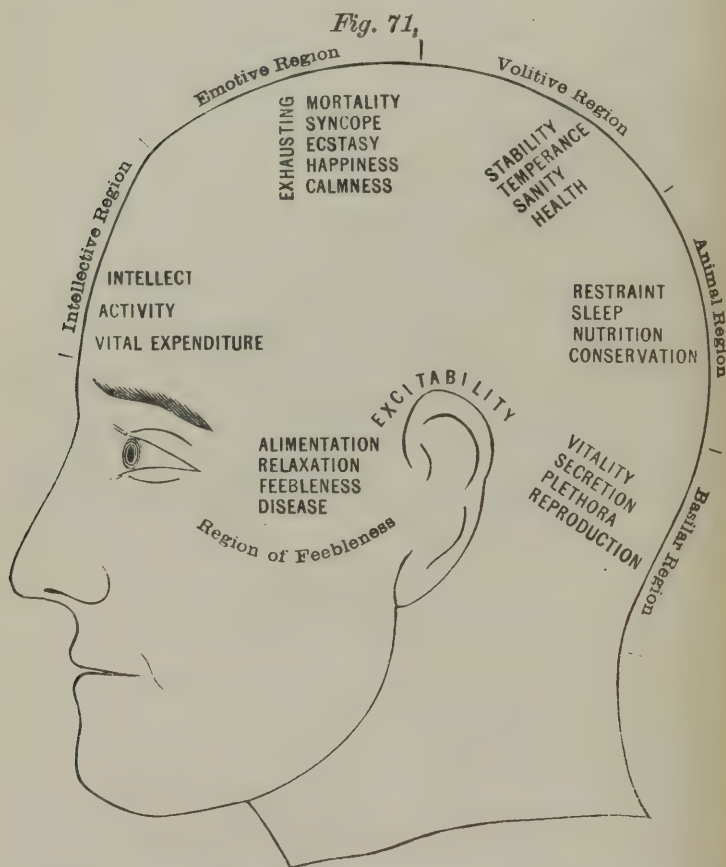 Fig. 71,
Emotive Region
Volitive Region
Intellective Region
Animal Region
Basilar Region
EXHAUSTING
MORTALITY
SYNCOPE
ECSTASY
HAPPINESS
CALMNESS
STABILITY
TEMPERANCE
SANITY
HEALTH
INTELLECT
ACTIVITY
VITAL EXPENDITURE
RESTRAINT
SLEEP
NUTRITION
CONSERVATION
EXCITABILITY
ALIMENTATION
RELAXATION
FEEBLENESS
DISEASE
Region of Feebleness
VITALITY
SECRETION
PLETHORA
REPRODUCTION